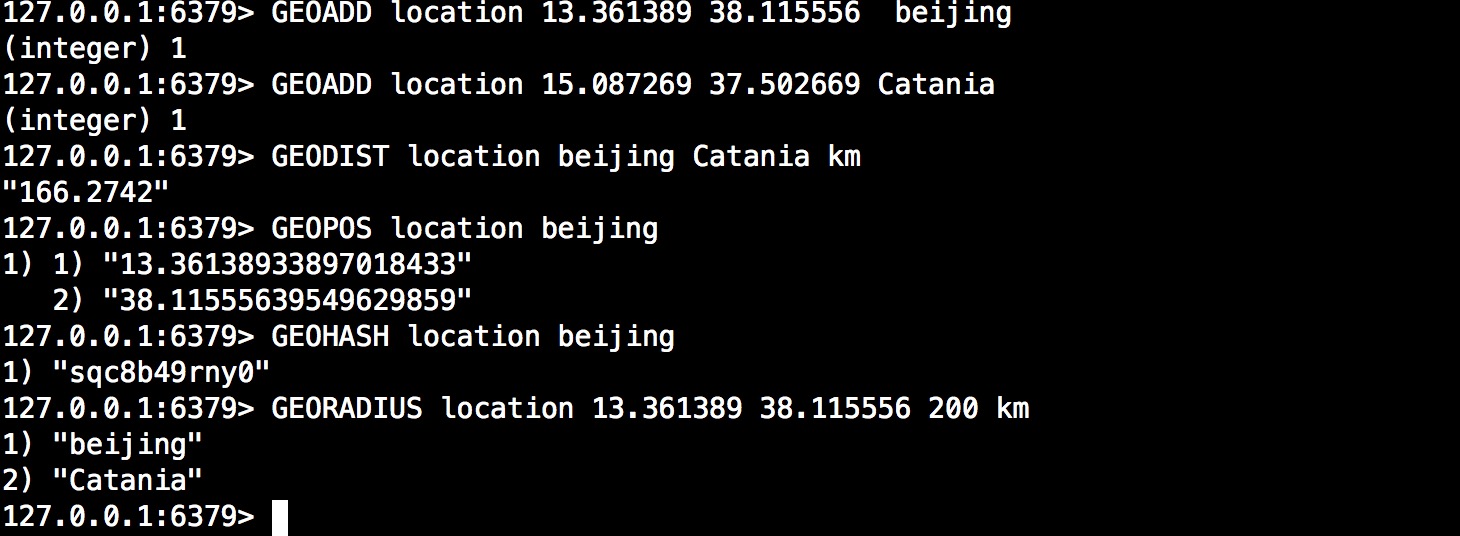 127.0.0.1:6379> GEOADD location 13.361389 38.115556  beijing
(integer) 1
127.0.0.1:6379> GEOADD location 15.087269 37.502669 Catania
(integer) 1
127.0.0.1:6379> GEODIST location beijing Catania km
"166.2742"
127.0.0.1:6379> GEOPOS location beijing
1) 1) "13.36138933897018433"
   2) "38.11555639549629859"
127.0.0.1:6379> GEOHASH location beijing
1) "sqc8b49rny0"
127.0.0.1:6379> GEORADIUS location 13.361389 38.115556 200 km
1) "beijing"
2) "Catania"
127.0.0.1:6379>